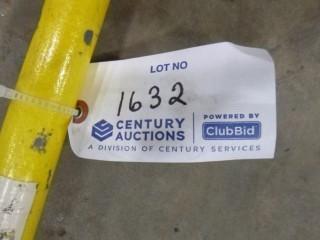 LOT NO
1632
CENTURY AUCTIONS
POWERED BY
ClubBid
A DIVISION OF CENTURY SERVICES